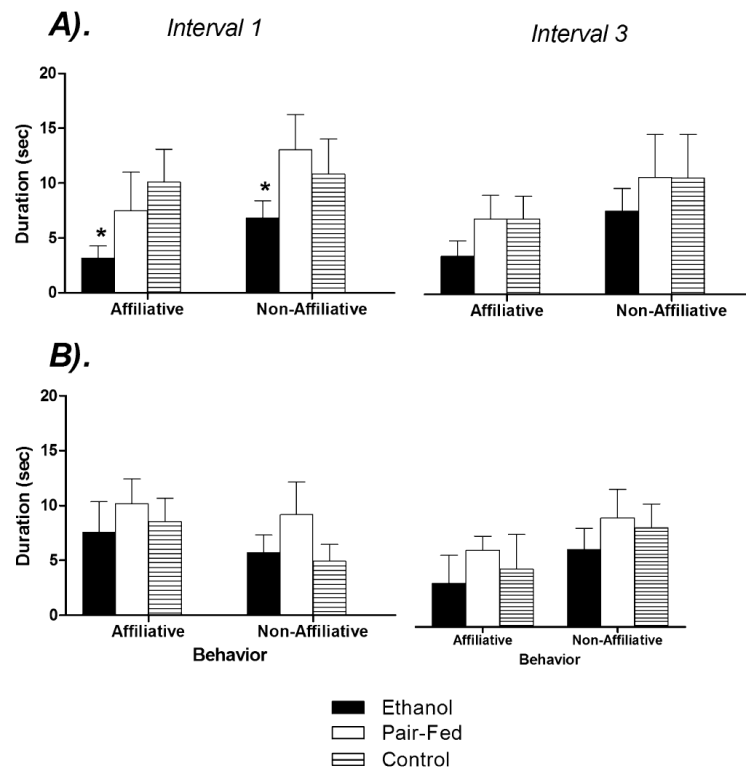 A).
Interval 1
Interval 3
Duration (sec)
20
15
10
5
0
*
*
Affiliative
Non-Affiliative
Affiliative
Non-Affiliative
B).
Duration (sec)
20
15
10
5
0
Affiliative
Non-Affiliative
Behavior
Affiliative
Non-Affiliative
Behavior
Ethanol
Pair-Fed
Control